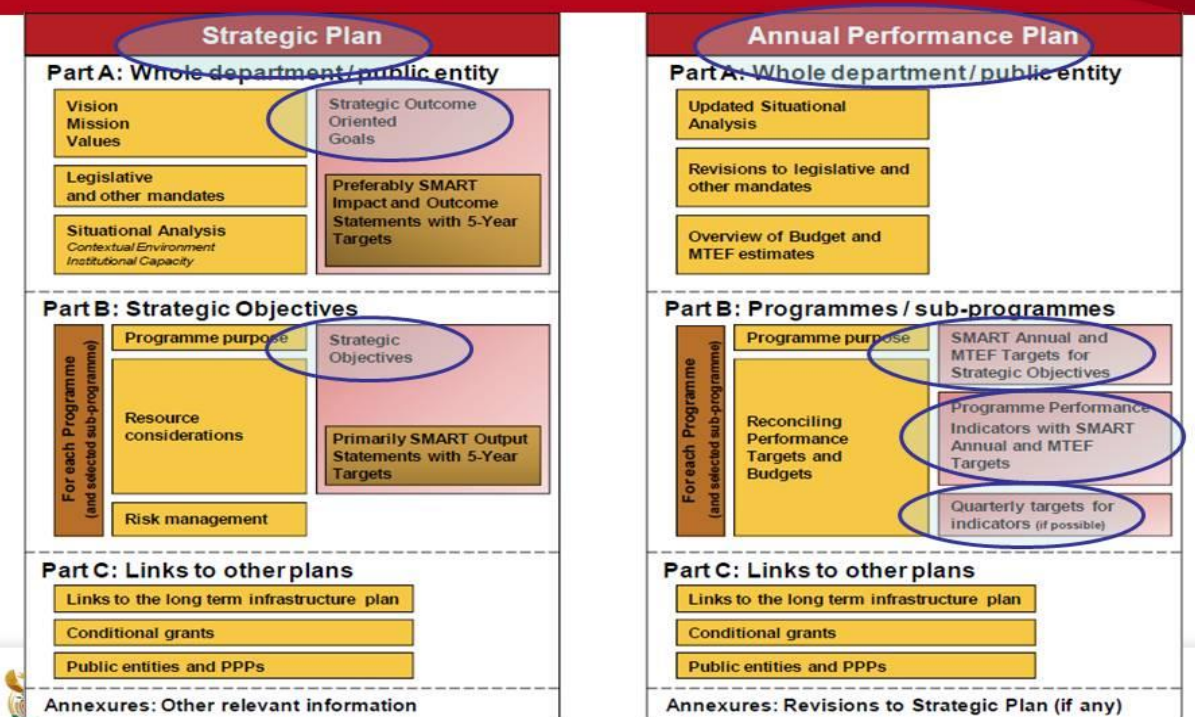 Strategic Plan
Part A: Whole department / public entity
Vision
Mission
Values
Strategic Outcome
Oriented
Goals
Legislative
and other mandates
Preferably SMART
Impact and Outcome
Statements with 5-Year
Targets
Situational Analysis
Contextual Environment
Institutional Capacity
Part B: Strategic Objectives
For each Programme
(and selected sub-programme)
Programme purpose
Strategic
Objectives
Resource
considerations
Primarily SMART Output
Statements with 5-Year
Targets
Risk management
Part C: Links to other plans
Links to the long term infrastructure plan
Conditional grants
Public entities and PPPs
Annexures: Other relevant information
Annual Performance Plan
Part A: Whole department / public entity
Updated Situational
Analysis
Revisions to legislative and
other mandates
Overview of Budget and
MTEF estimates
Part B: Programmes / sub-programmes
For each Programme
(and selected sub-programme)
Programme purpose
SMART Annual and
MTEF Targets for
Strategic Objectives
Reconciling
Performance
Targets and
Budgets
Programme Performance
Indicators with SMART
Annual and MTEF
Targets
Quarterly targets for
indicators (if possible)
Part C: Links to other plans
Links to the long term infrastructure plan
Conditional grants
Public entities and PPPs
Annexures: Revisions to Strategic Plan (if any)